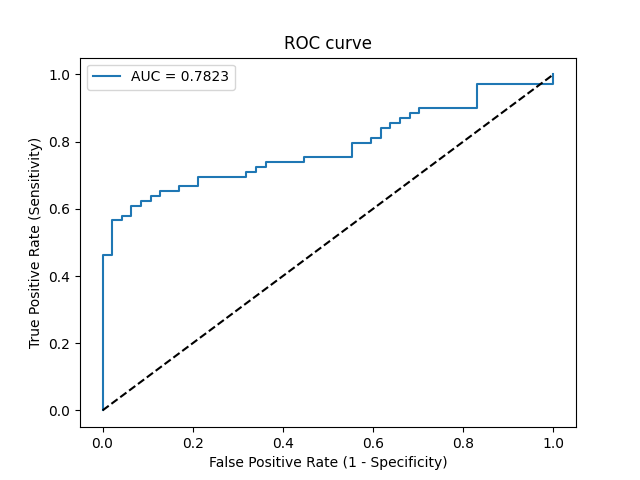 ROC curve
AUC = 0.7823
1.0
0.8
0.6
0.4
0.2
0.0
True Positive Rate (Sensitivity)
0.0 0.2 0.4 0.6 0.8 1.0
False Positive Rate (1 - Specificity)